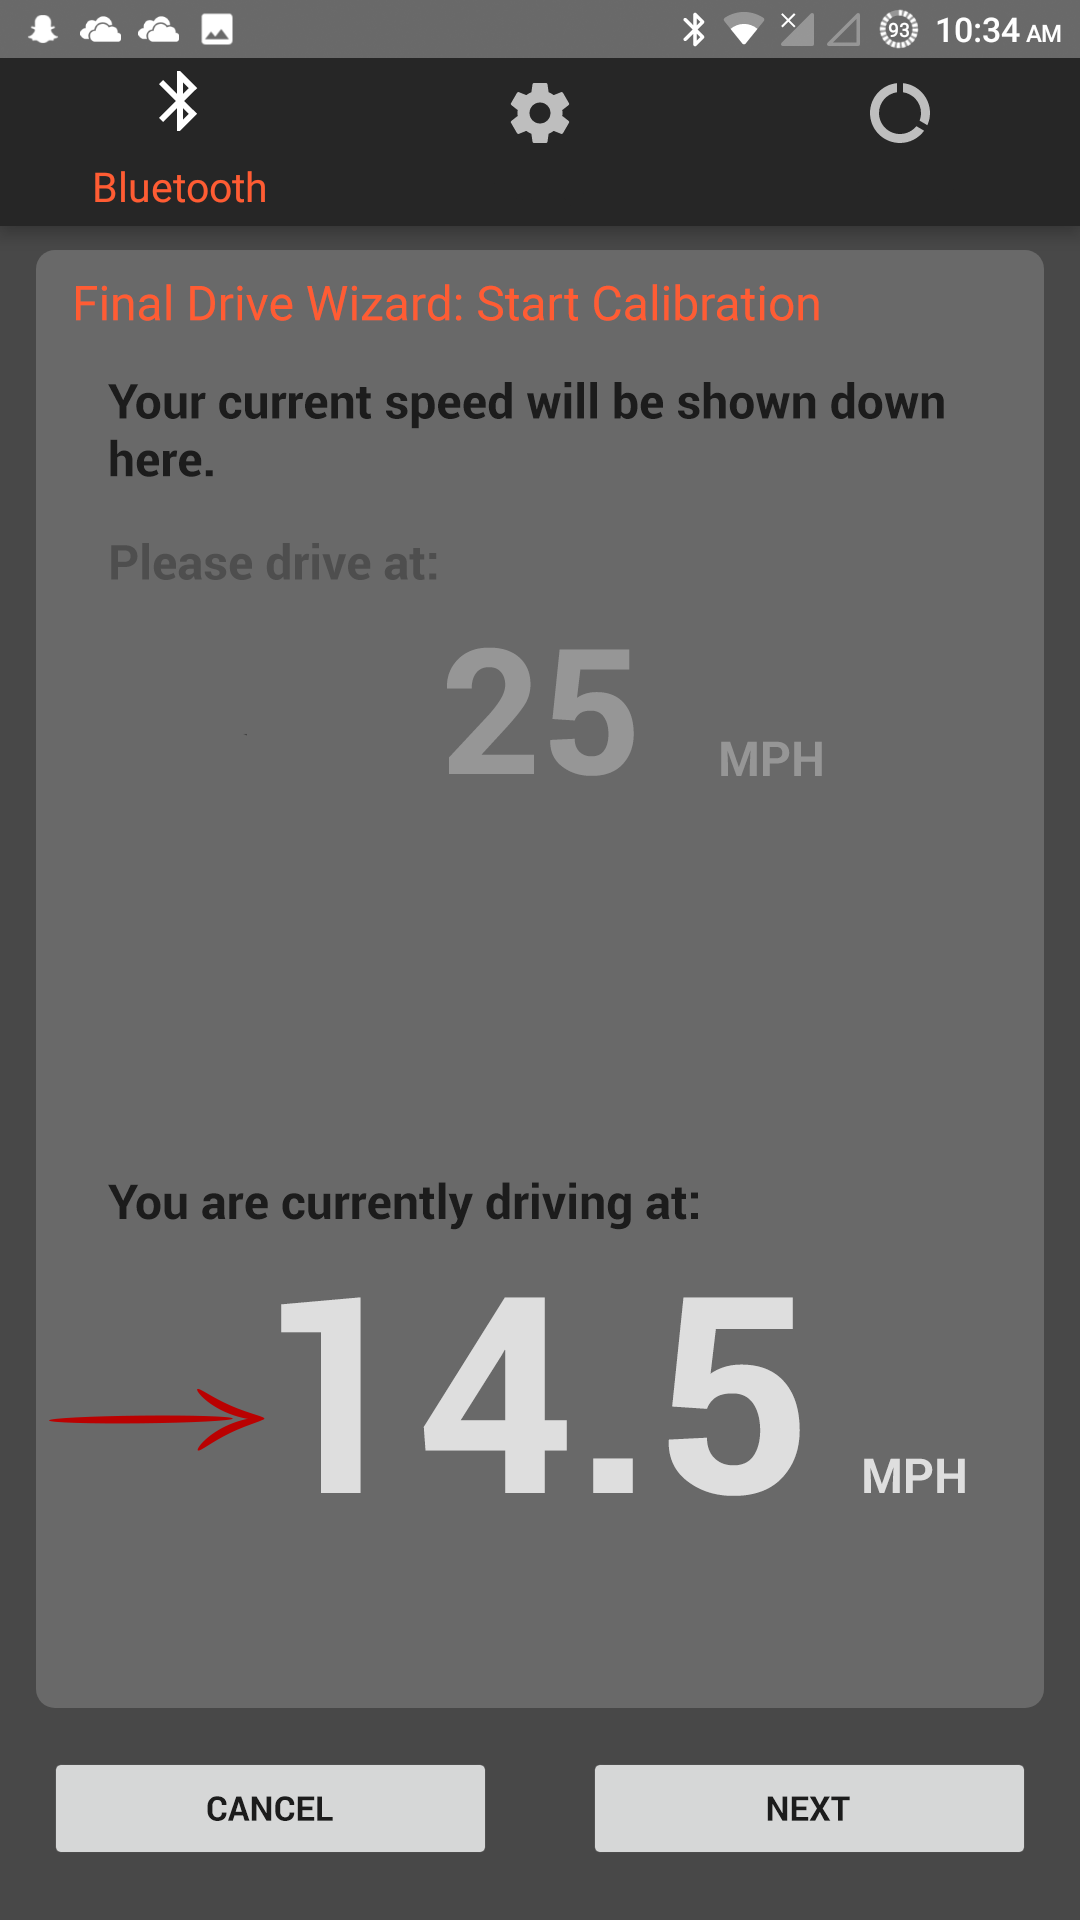 93 10:34 AM
Bluetooth
Final Drive Wizard: Start Calibration
Your current speed will be shown down
here.
Please drive at:
25 MPH
You are currently driving at:
14.5 MPH
CANCEL NEXT